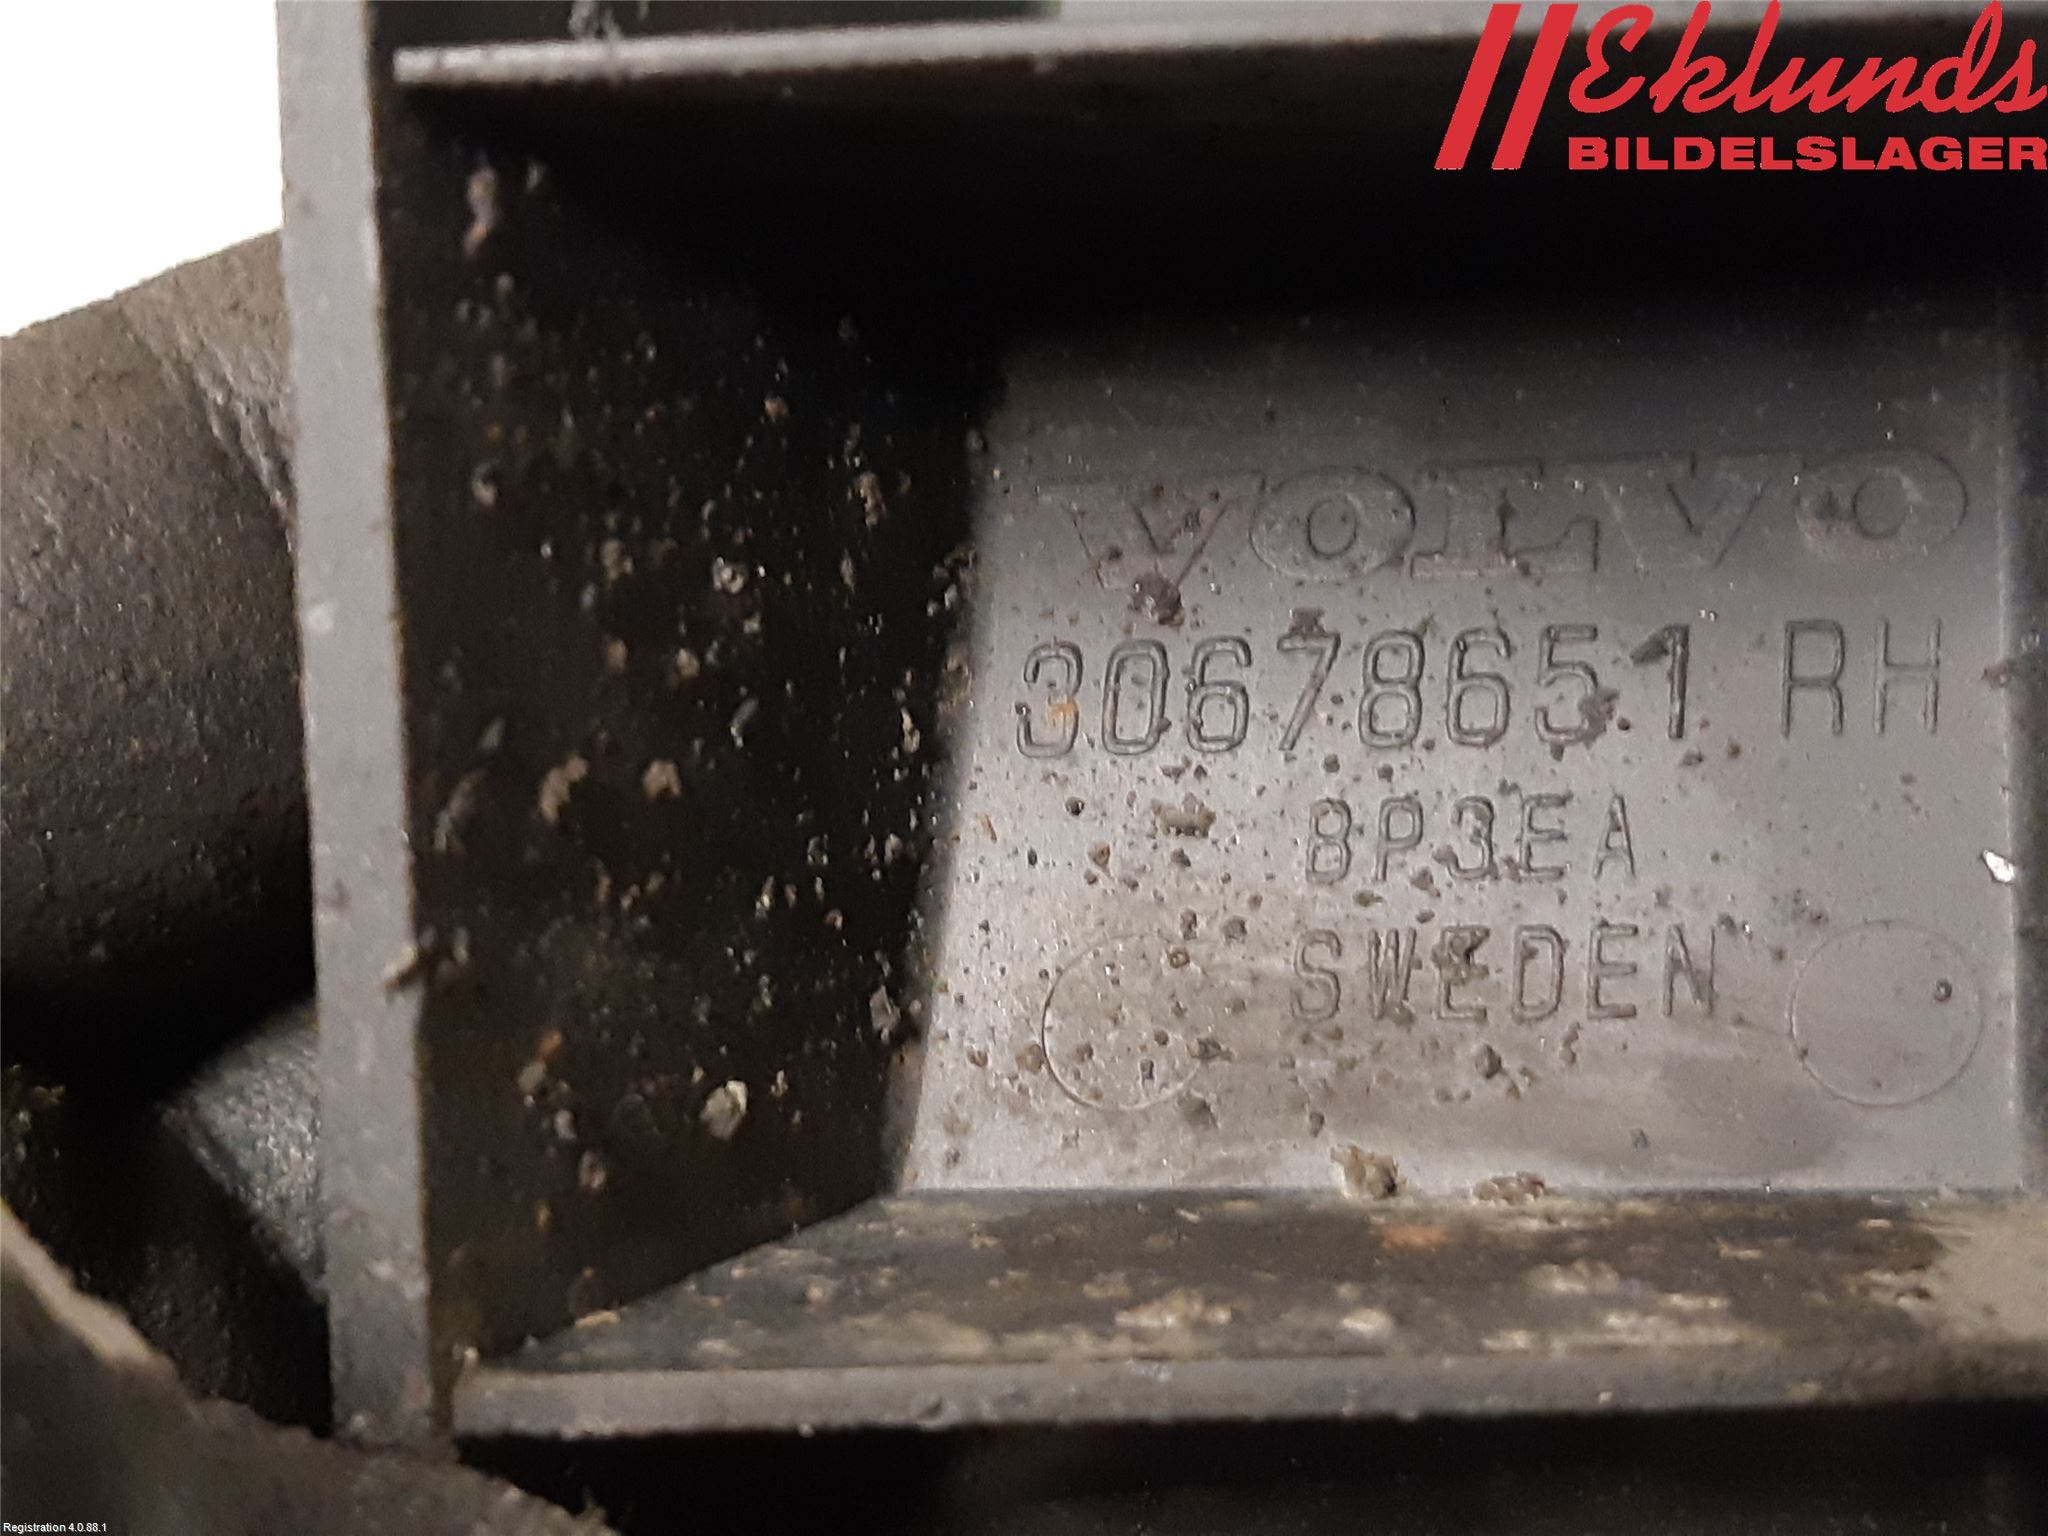 Eklunds
BILDELSLAGER
VOLVO
30678651 RH
8P3EA
SWEDEN
Registration 4.0.88.1